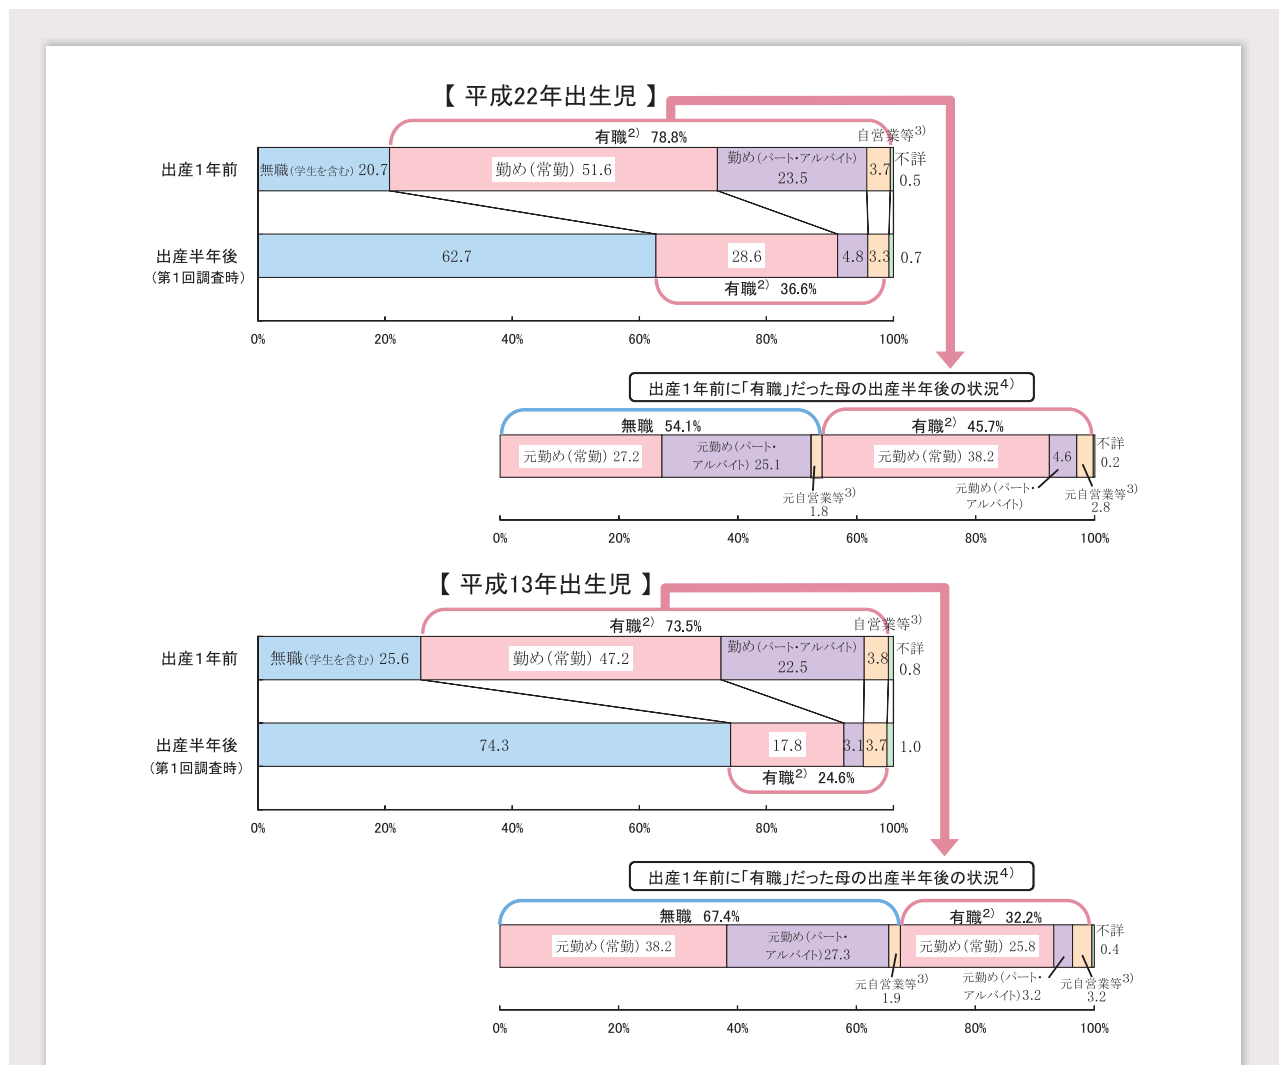 【 平成22年出生児 】
有職2) 78.8%
自営業等3)
出産1年前
無職(学生を含む) 20.7
勤め(常勤) 51.6
勤め(パート・アルバイト)
23.5
3.7
不詳
0.5
出産半年後
(第1回調査時)
62.7
28.6
4.8
3.3
0.7
有職2) 36.6%
0%
20%
40%
60%
80%
100%
出産1年前に「有職」だった母の出産半年後の状況4)
無職 54.1%
有職2) 45.7%
元勤め(常勤) 27.2
元勤め(パート・
アルバイト) 25.1
元勤め(常勤) 38.2
4.6
不詳
0.2
元自営業等3)
1.8
元勤め(パート・
アルバイト)
元自営業等3)
2.8
0%
20%
40%
60%
80%
100%
【 平成13年出生児 】
有職2) 73.5%
自営業等3)
出産1年前
無職(学生を含む) 25.6
勤め(常勤) 47.2
勤め(パート・アルバイト)
22.5
3.8
不詳
0.8
出産半年後
(第1回調査時)
74.3
17.8
3.1
3.7
1.0
有職2) 24.6%
0%
20%
40%
60%
80%
100%
出産1年前に「有職」だった母の出産半年後の状況4)
無職 67.4%
有職2) 32.2%
元勤め(常勤) 38.2
元勤め(パート・
アルバイト)27.3
元勤め(常勤) 25.8
不詳
0.4
元自営業等3)
1.9
元勤め(パート・
アルバイト)3.2
元自営業等3)
3.2
0%
20%
40%
60%
80%
100%